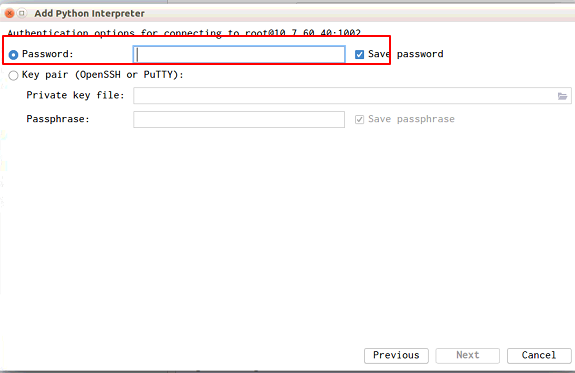 Add Python Interpreter
Authentication options for connecting to root@10.7.60.40:1002
Password:
Save password
Key pair (OpenSSH or PuTTY):
Private key file:
Passphrase:
Save passphrase
Previous
Next
Cancel